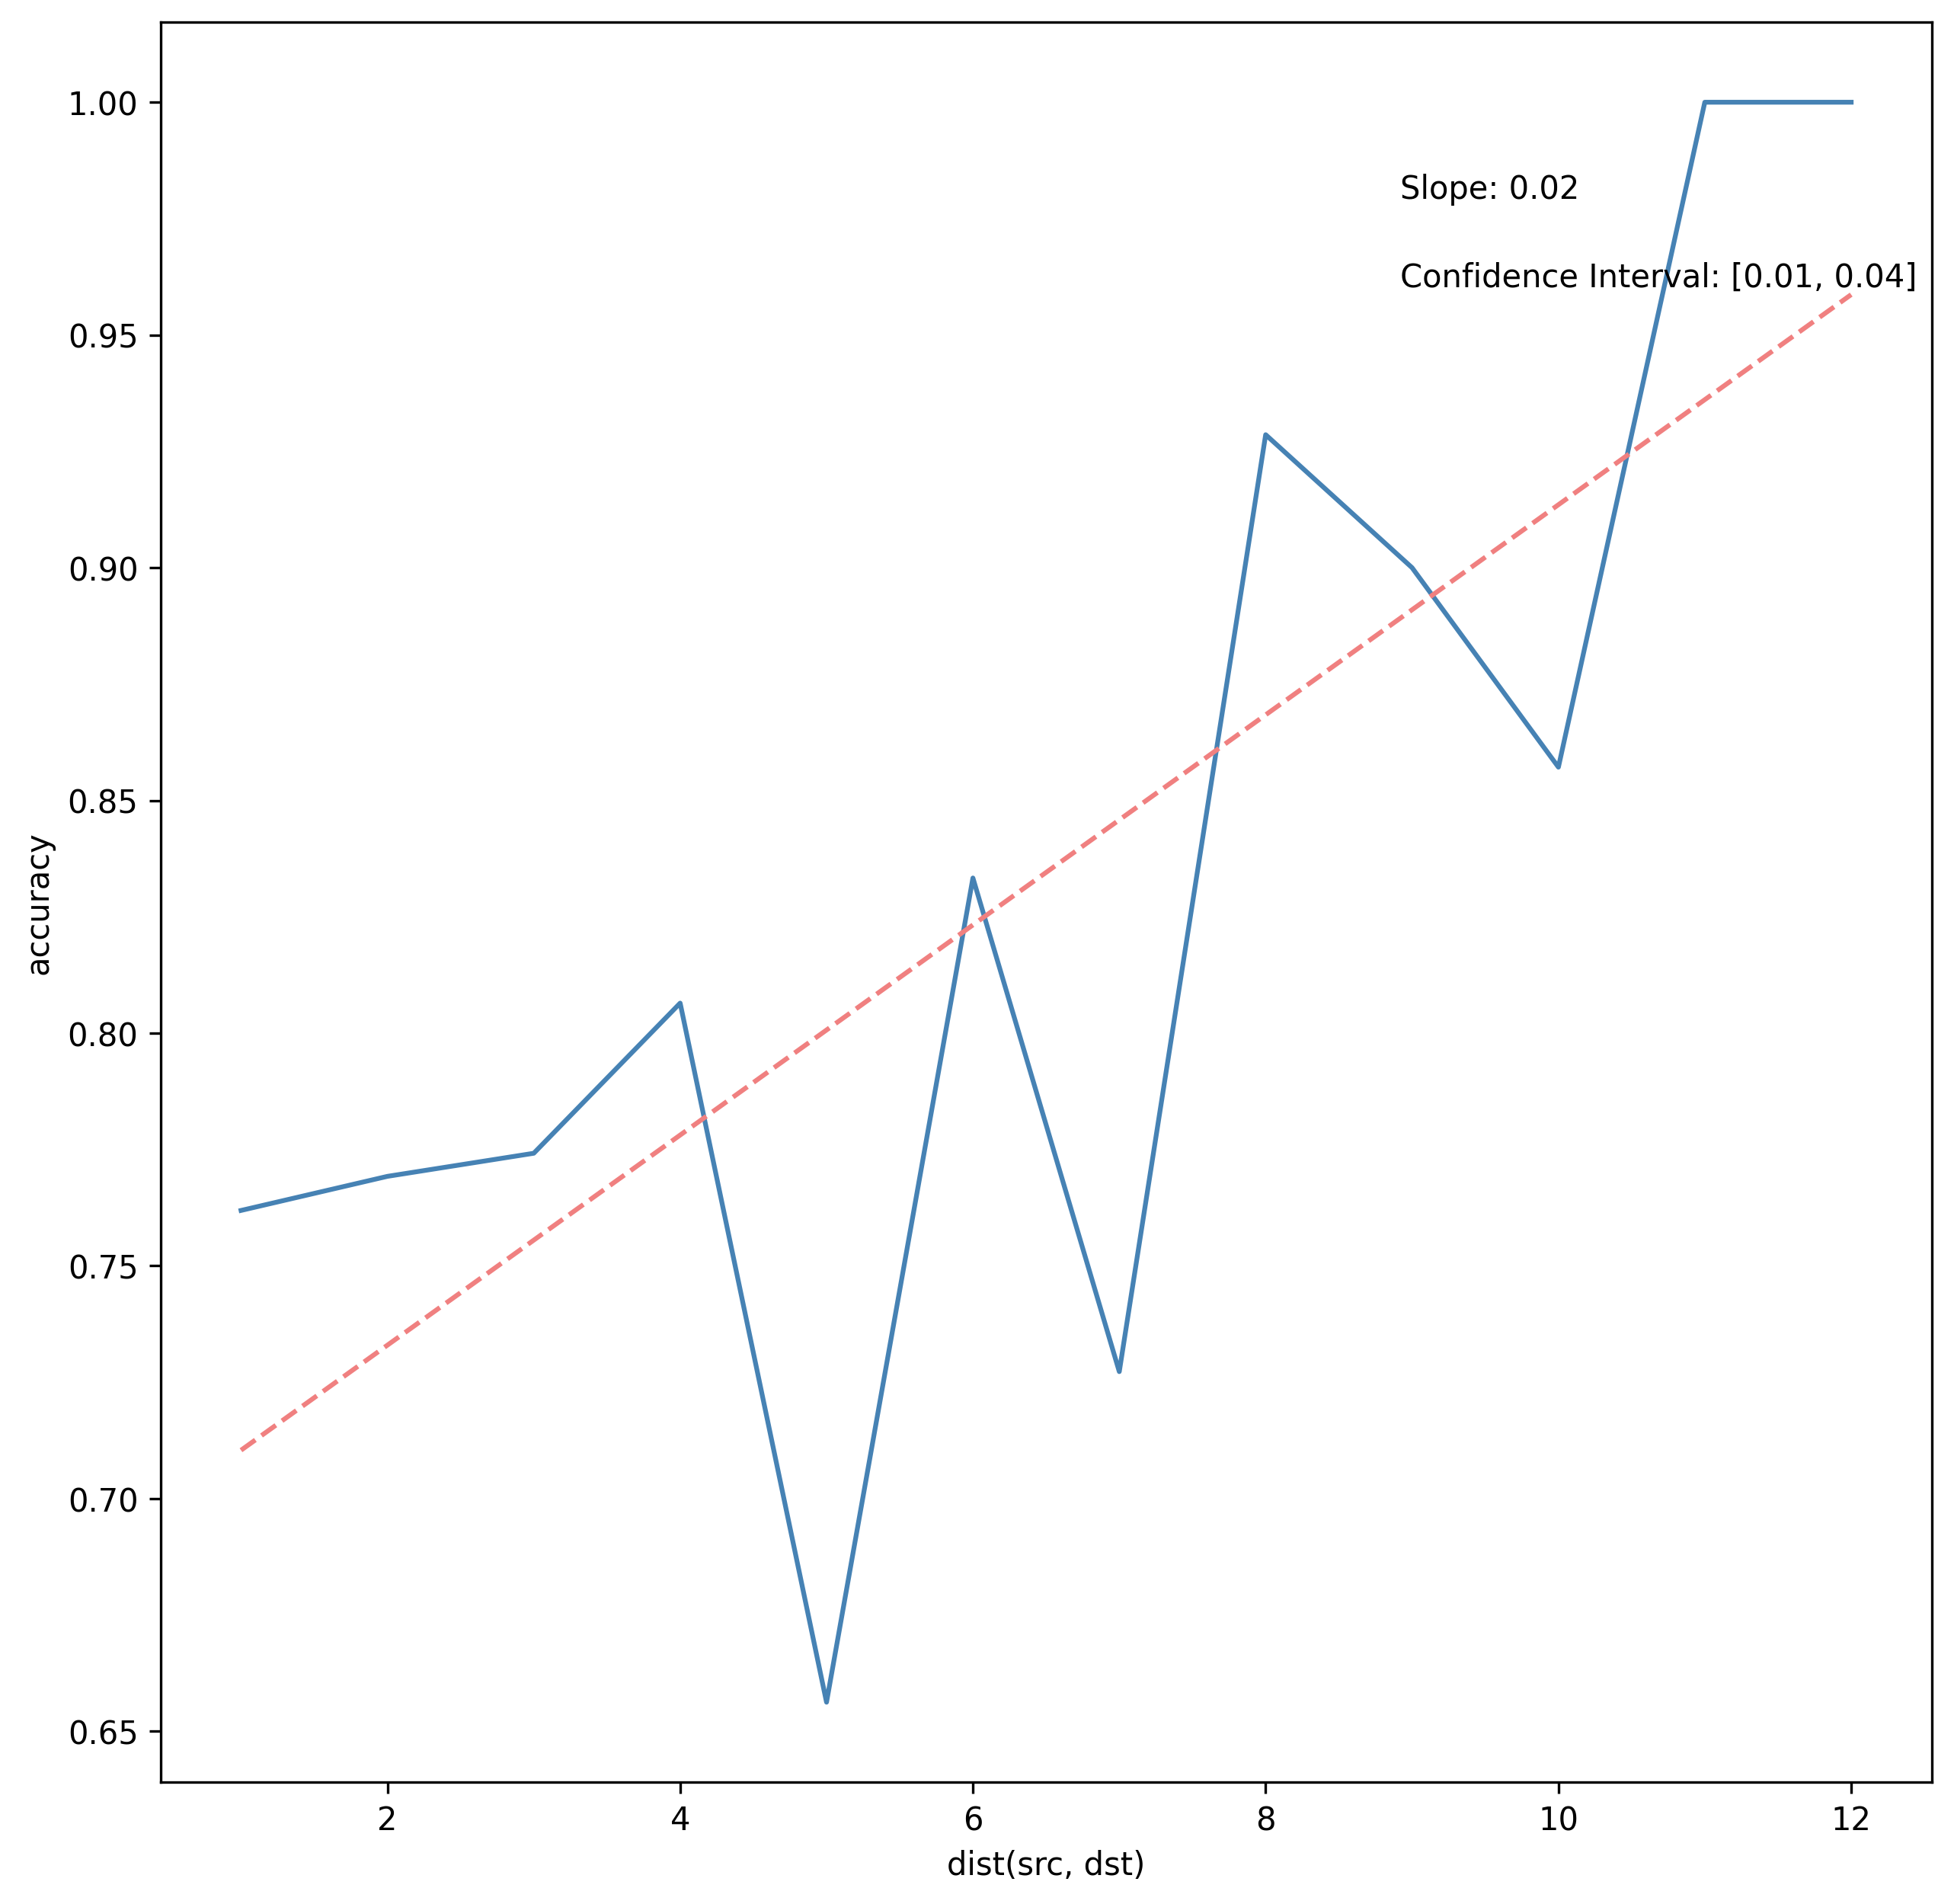 1.00
0.95
0.90
0.85
0.80
0.75
0.70
0.65
accuracy
Slope: 0.02
Confidence Interval: [0.01, 0.04]
2 4 6 8 10 12
dist(src, dst)